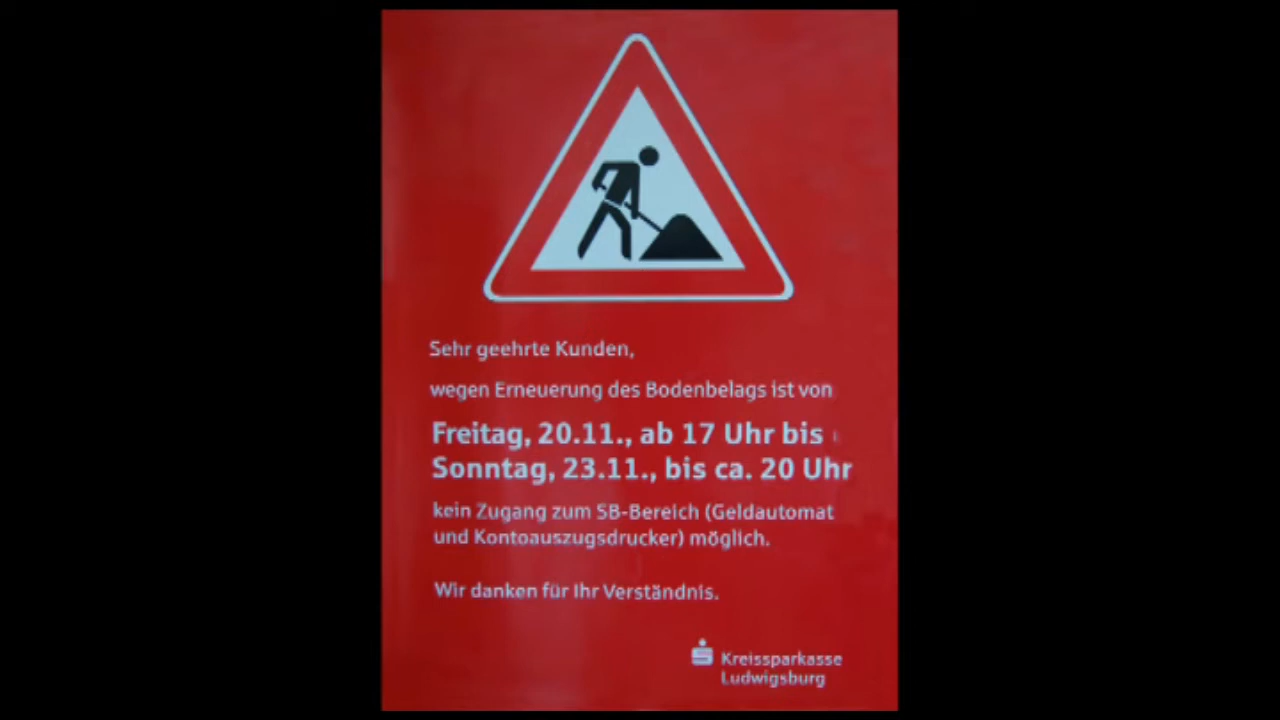 Sehr geehrte Kunden,
wegen Erneuerung des Bodenbelags ist von
Freitag, 20.11., ab 17 Uhr bis
Sonntag, 23.11., bis ca. 20 Uhr
kein Zugang zum SB-Bereich (Geldautomat
und Kontoauszugsdrucker) möglich.
Wir danken für Ihr Verständnis.
Kreissparkasse
Ludwigsburg